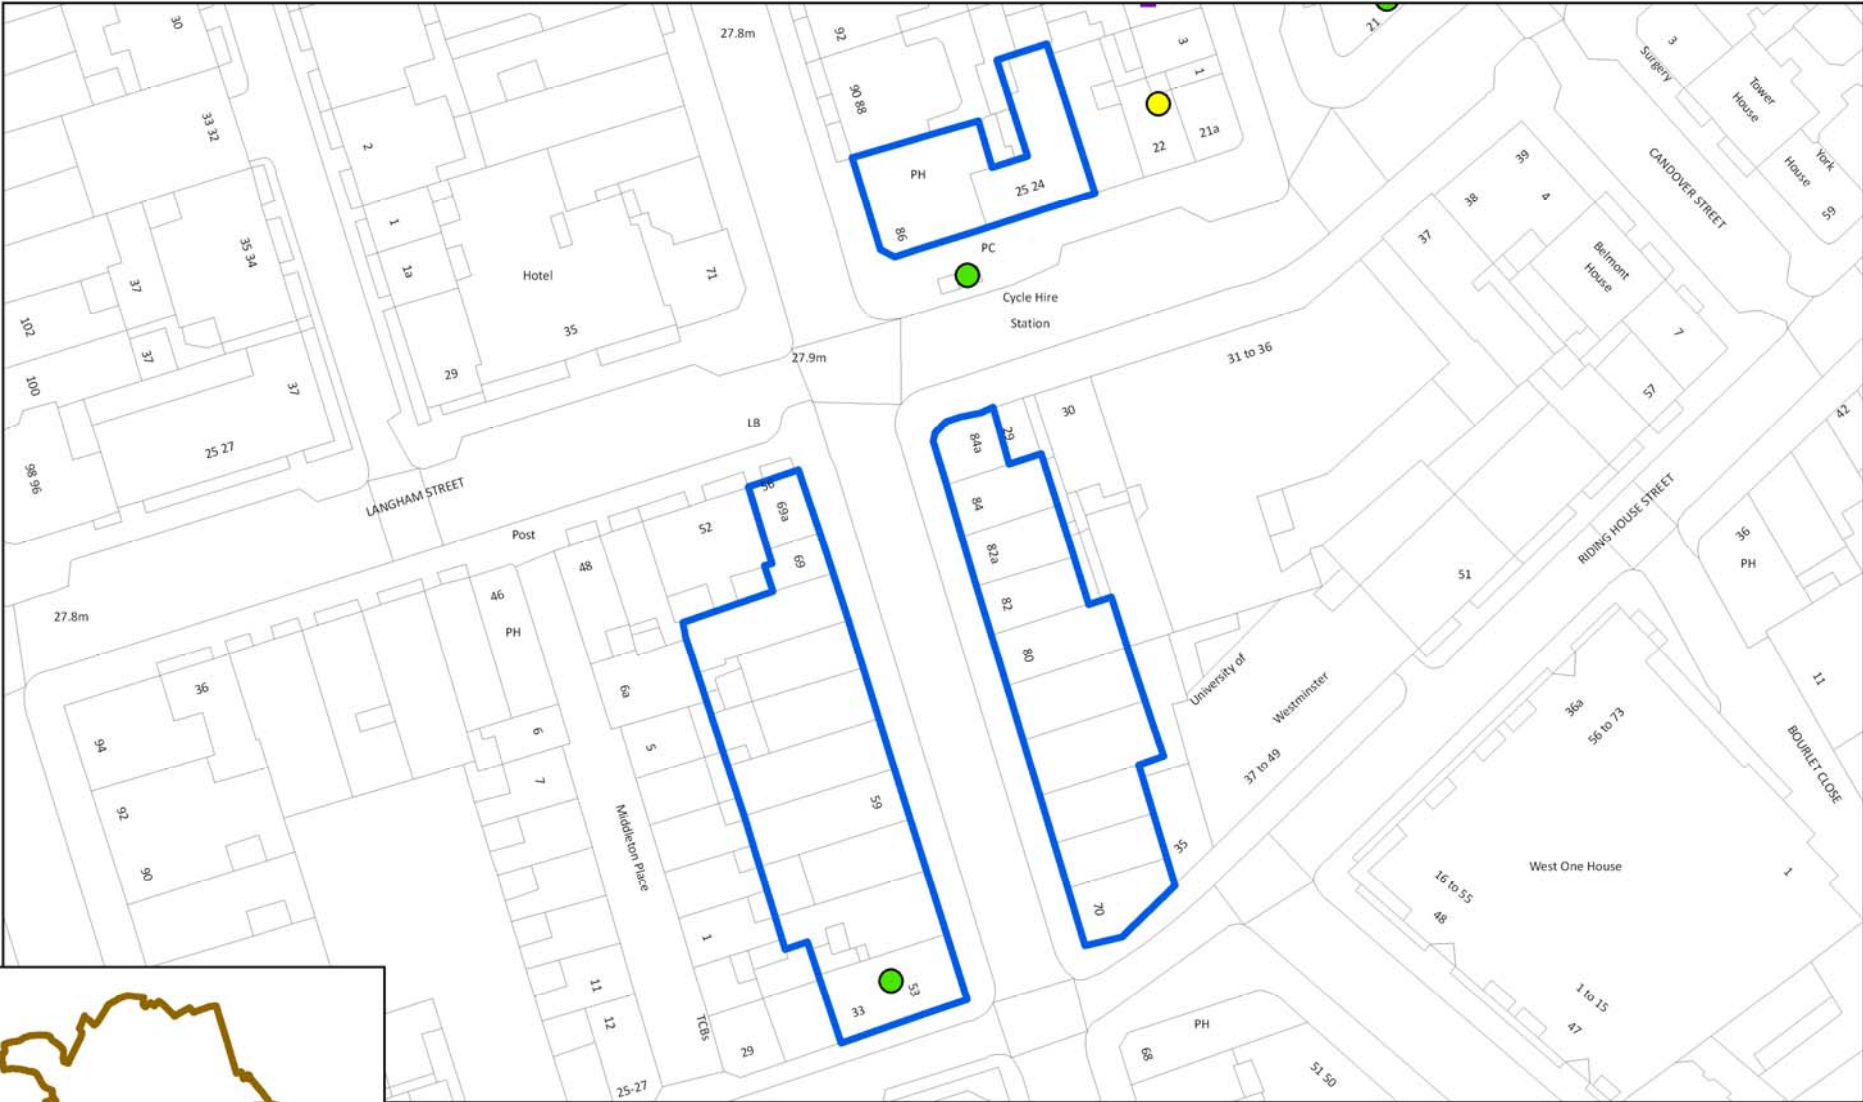 30
27.8m
92
3
21
3
Surgery
33 32
2
90 88
1
Tower
House
22
21a
39
CANDOVER STREET
York
House
59
PH
25 24
38
4
1
86
37
35 34
1a
PC
Belmont
House
37
Hotel
71
Cycle Hire
Station
102
35
7
37
27.9m
31 to 36
100
29
57
37
LB
30
42
84a
29
25 27
98 96
LANGHAM STREET
56
69a
84
RIDING HOUSE STREET
52
Post
82a
36
PH
48
69
51
27.8m
46
82
PH
80
University of
Westminster
36
6a
11
36a
56 to 73
94
6
5
37 to 49
BOURLET CLOSE
7
59
92
Middleton Place
35
90
West One House
1
16 to 55
48
70
1
11
53
33
1 to 15
47
12
TCBs
29
PH
68
51 50
25-27